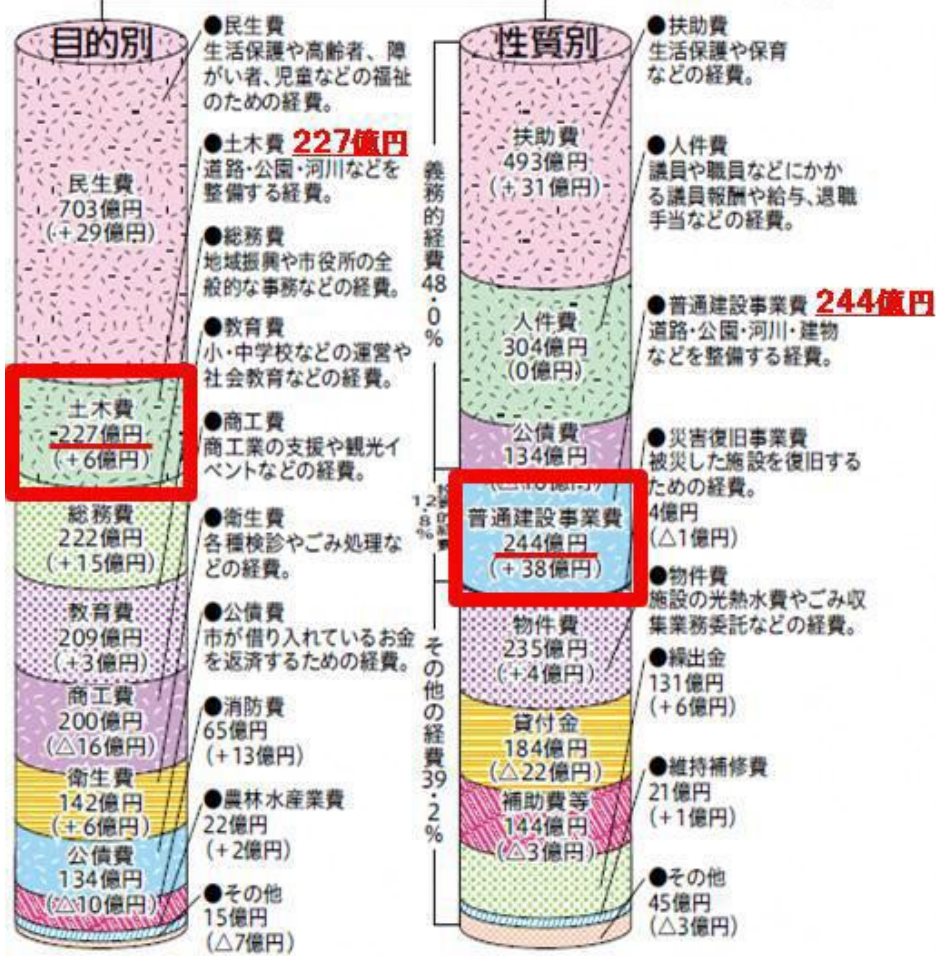 目的別
●民生費
生活保護や高齢者、障
がい者、児童などの福祉
のための経費。
●土木費 227億円
道路・公園・河川などを
整備する経費。
●総務費
地域振興や市役所の全
般的な事務などの経費。
●教育費
小・中学校などの運営や
社会教育などの経費。
●商工費
商工業の支援や観光イ
ベントなどの経費。
●衛生費
各種検診やごみ処理な
どの経費。
●公債費
市が借り入れているお金
を返済するための経費。
●消防費
65億円
(+13億円)
●農林水産業費
22億円
(+2億円)
●その他
15億円
(△7億円)
民生費
703億円
(+29億円)
土木費
227億円
(+6億円)
総務費
222億円
(+15億円)
教育費
209億円
(+3億円)
商工費
200億円
(△16億円)
衛生費
142億円
(+6億円)
公債費
134億円
(△10億円)
性質別
義務的経費48・0%
その他の経費39・2%
扶助費
493億円
(+31億円)
人件費
304億円
(0億円)
公債費
134億円
(△10億円)
普通建設事業費
244億円
(+38億円)
物件費
235億円
(+4億円)
貸付金
184億円
(△22億円)
補助費等
144億円
(△3億円)
●扶助費
生活保護や保育
などの経費。
●人件費
議員や職員などにかか
る議員報酬や給与、退職
手当などの経費。
●普通建設事業費 244億円
道路・公園・河川・建物
などを整備する経費。
●災害復旧事業費
被災した施設を復旧する
ための経費。
4億円
(△1億円)
●物件費
施設の光熱水費やごみ収
集業務委託などの経費。
●繰出金
131億円
(+6億円)
●維持補修費
21億円
(+1億円)
●その他
45億円
(△3億円)